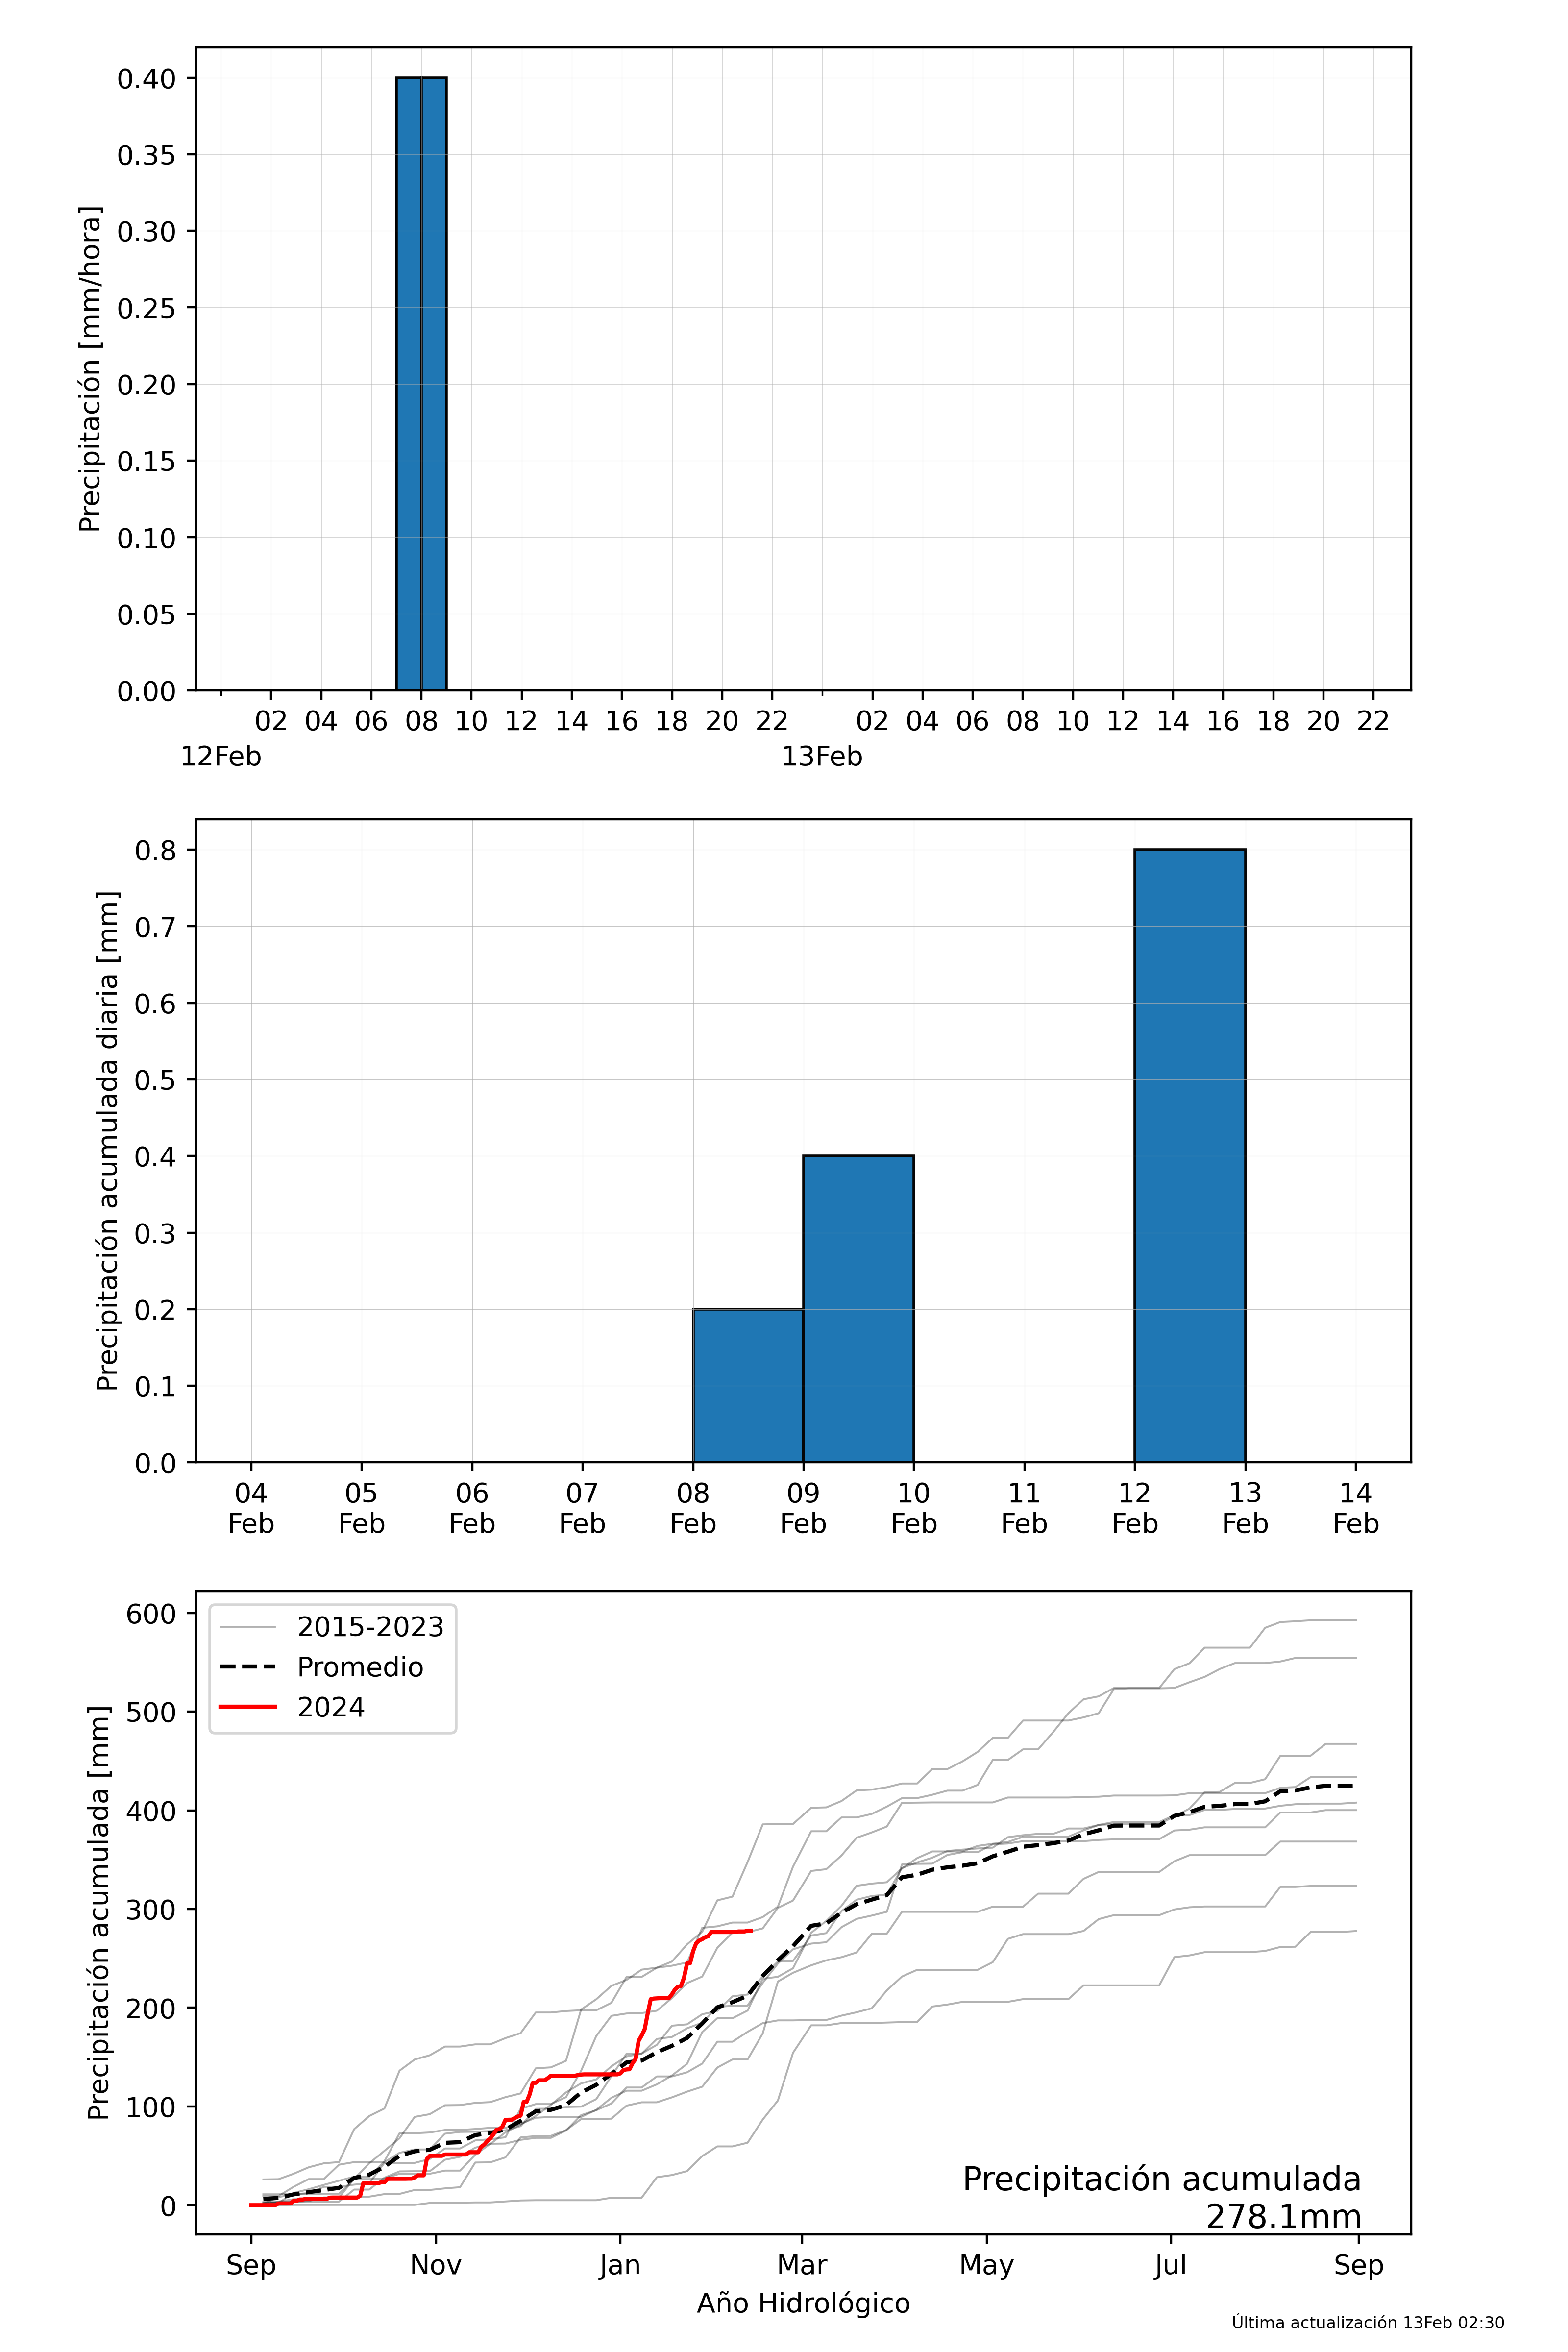 Precipitación [mm/hora]
0.40
0.35
0.30
0.25
0.20
0.15
0.10
0.05
0.00
02 04 06 08 10 12 14 16 18 20 22 02 04 06 08 10 12 14 16 18 20 22
12Feb 13Feb
Precipitación acumulada diaria [mm]
0.8
0.7
0.6
0.5
0.4
0.3
0.2
0.1
0.0
04 05 06 07 08 09 10 11 12 13 14
Feb Feb Feb Feb Feb Feb Feb Feb Feb Feb Feb
Precipitación acumulada [mm]
600
500
400
300
200
100
0
2015-2023
Promedio
2024
Precipitación acumulada
278.1mm
Sep Nov Jan Mar May Jul Sep
Año Hidrológico
Última actualización 13Feb 02:30